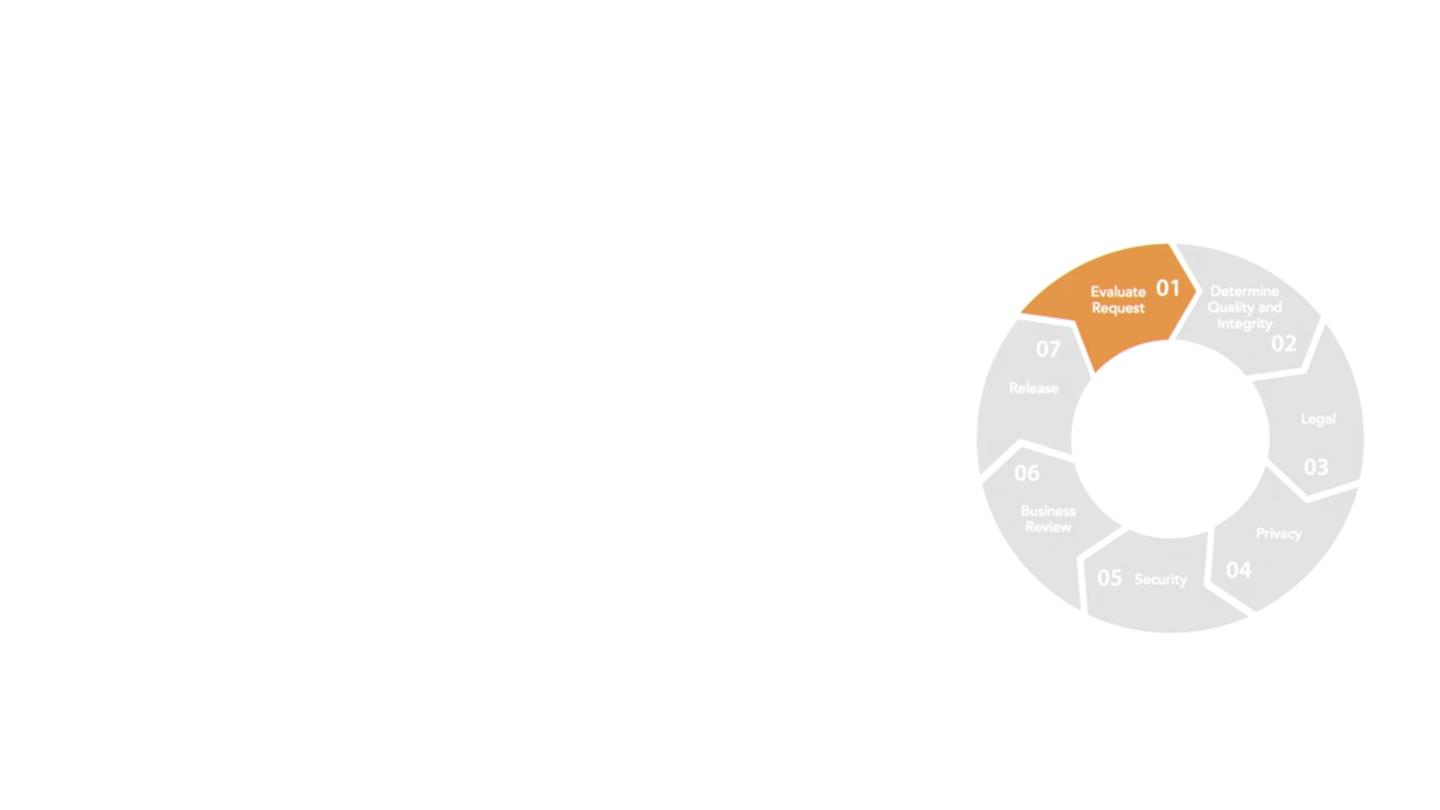 Evaluate 01
Request
Determine
Quality and
Integrity
02
Legal
03
Privacy
04
05 Security
06
Business
Review
07
Release